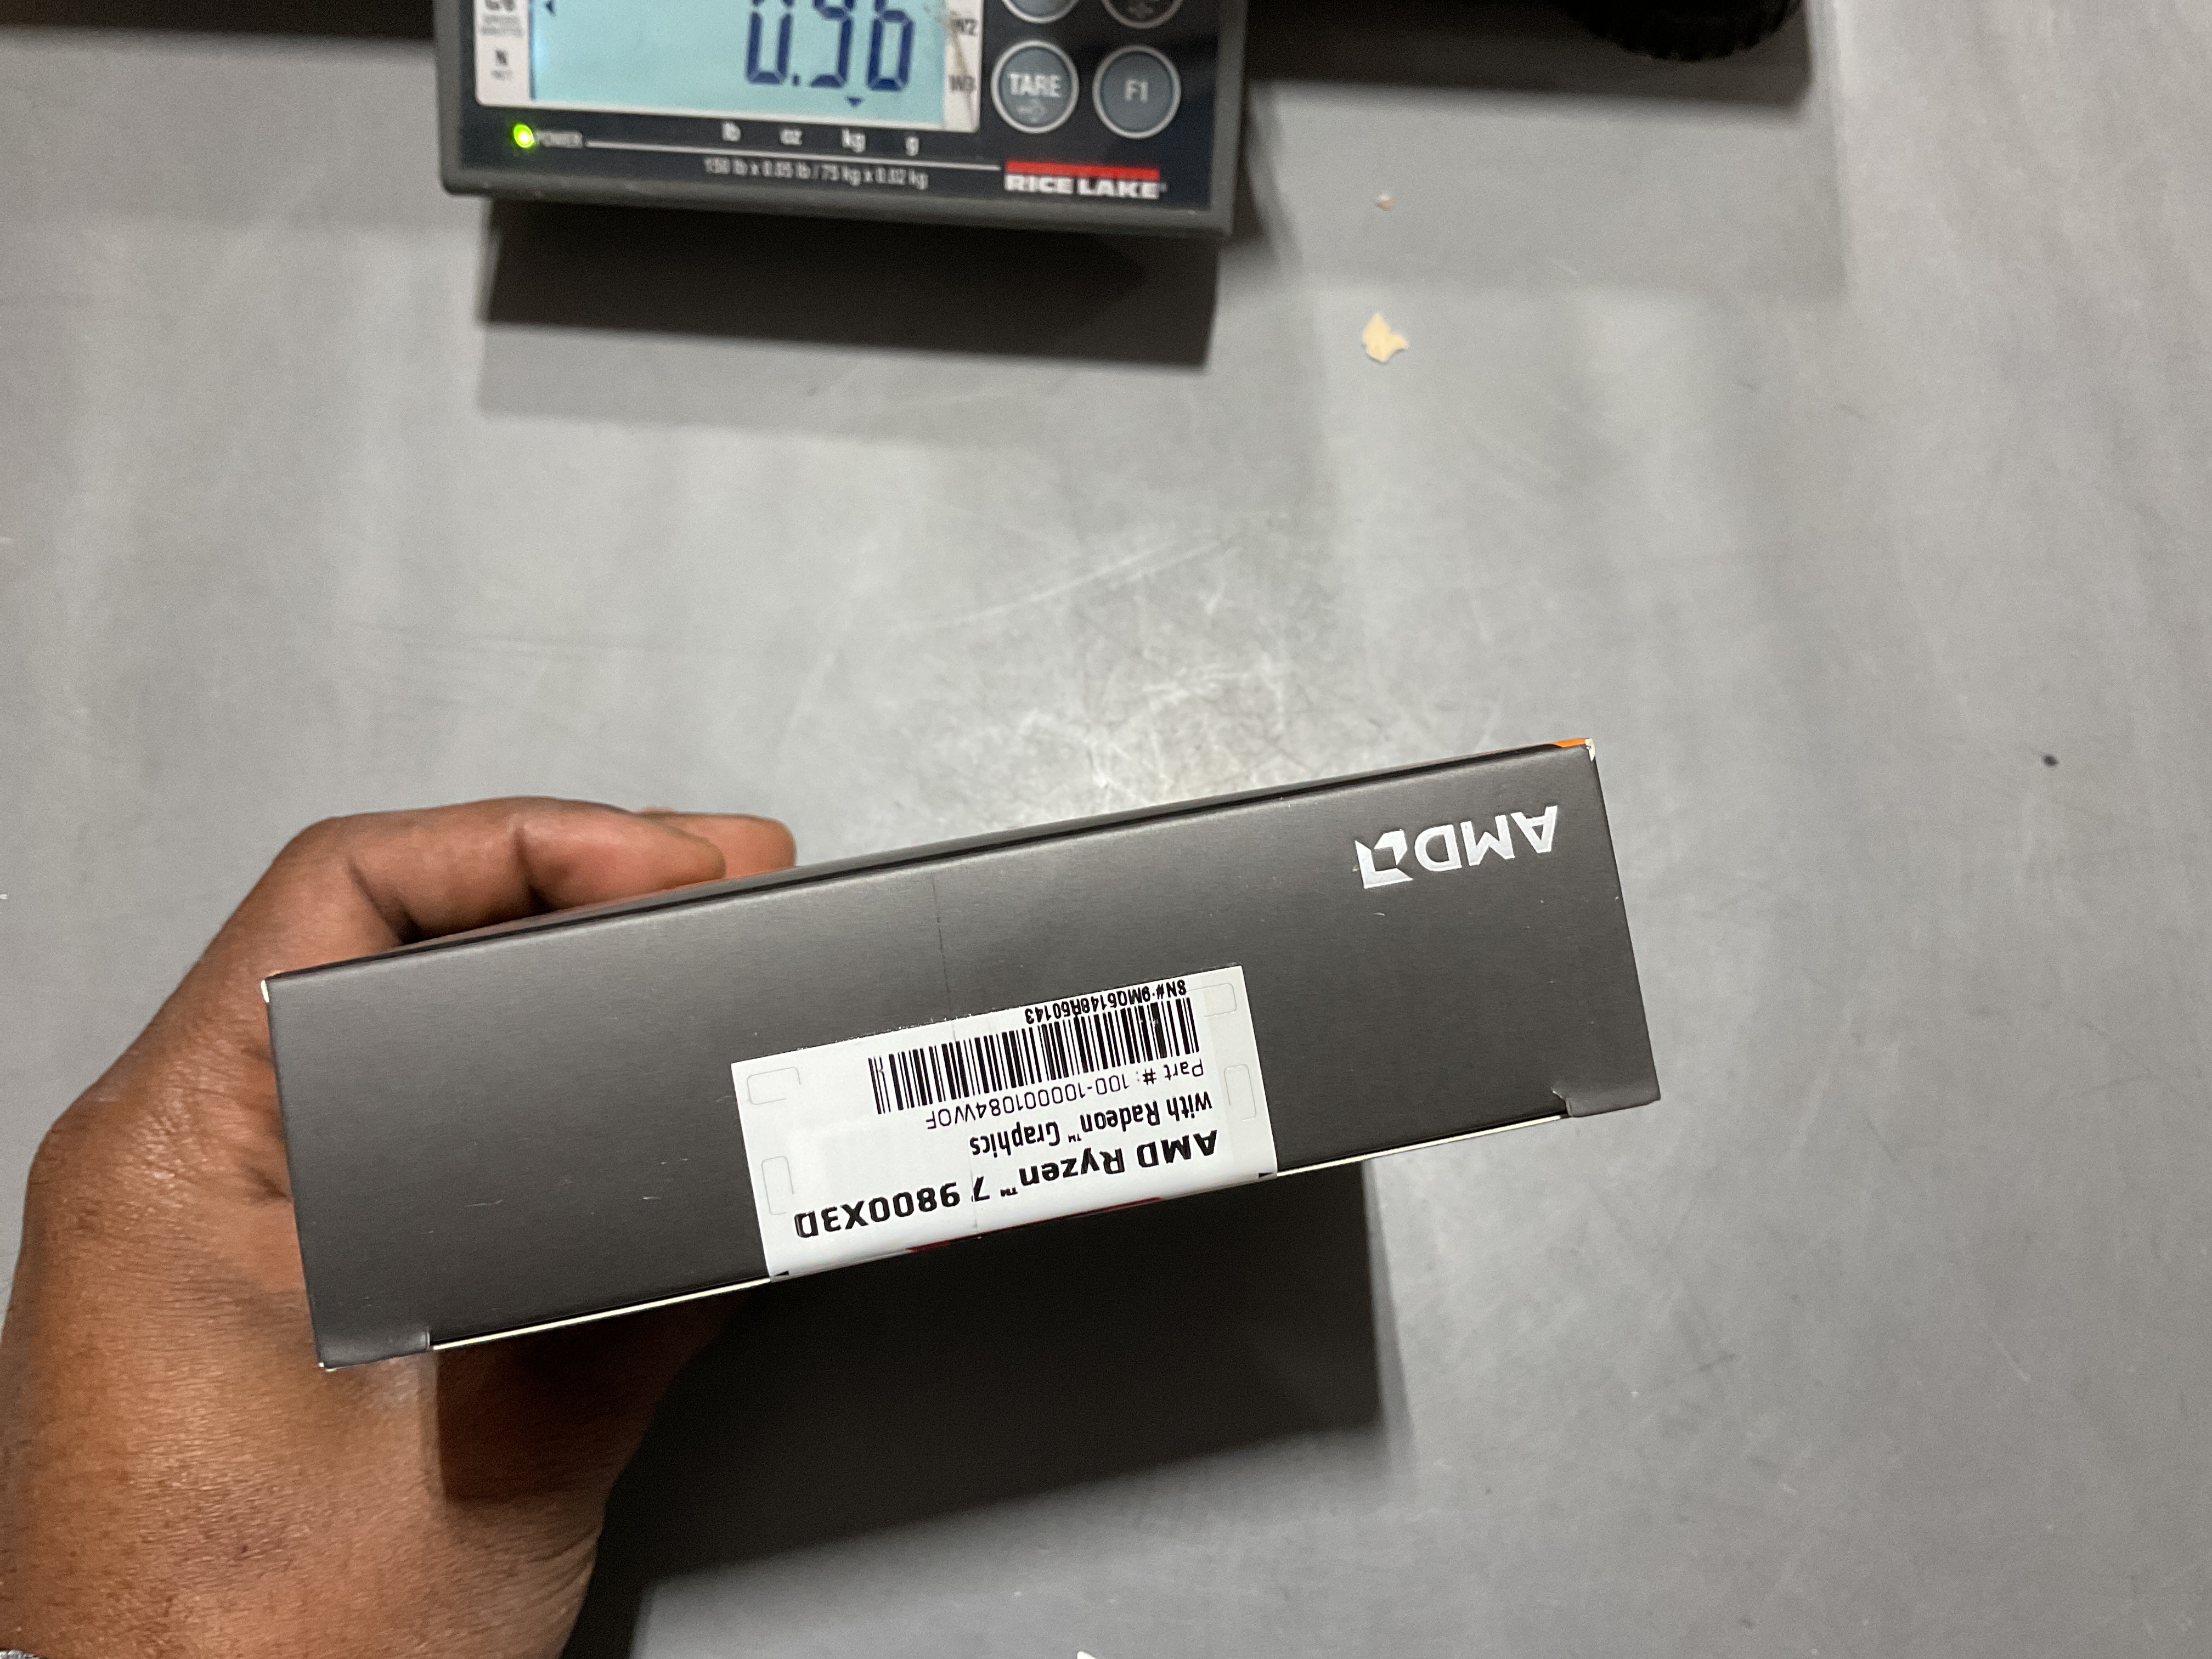 0.96
TARE
F1
N
NET
POWER
lb oz kg g
150 lb x 0.05 lb / 75 kg x 0.02 kg
RICE LAKE
AMD
AMD Ryzen™ 7 9800X3D
with Radeon™ Graphics
Part #: 100-100001084WOF
SN#:9MQ6148R60143